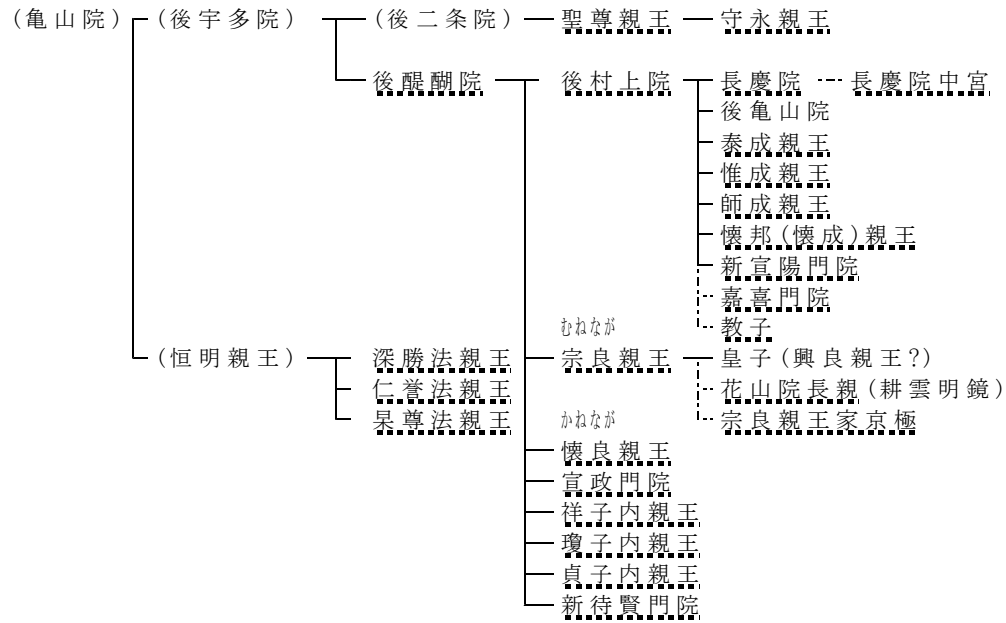 (亀山院) (後宇多院) (後二条院) 聖尊親王 守永親王
後醍醐院 後村上院 長慶院 長慶院中宮
後亀山院
泰成親王
惟成親王
師成親王
懐邦(懐成)親王
新宣陽門院
嘉喜門院
むねなが 教子
(恒明親王) 深勝法親王 宗良親王 皇子(興良親王?)
仁誉法親王 花山院長親(耕雲明鏡)
杲尊法親王 かねなが 宗良親王家京極
懐良親王
宣政門院
祥子内親王
瓊子内親王
貞子内親王
新待賢門院